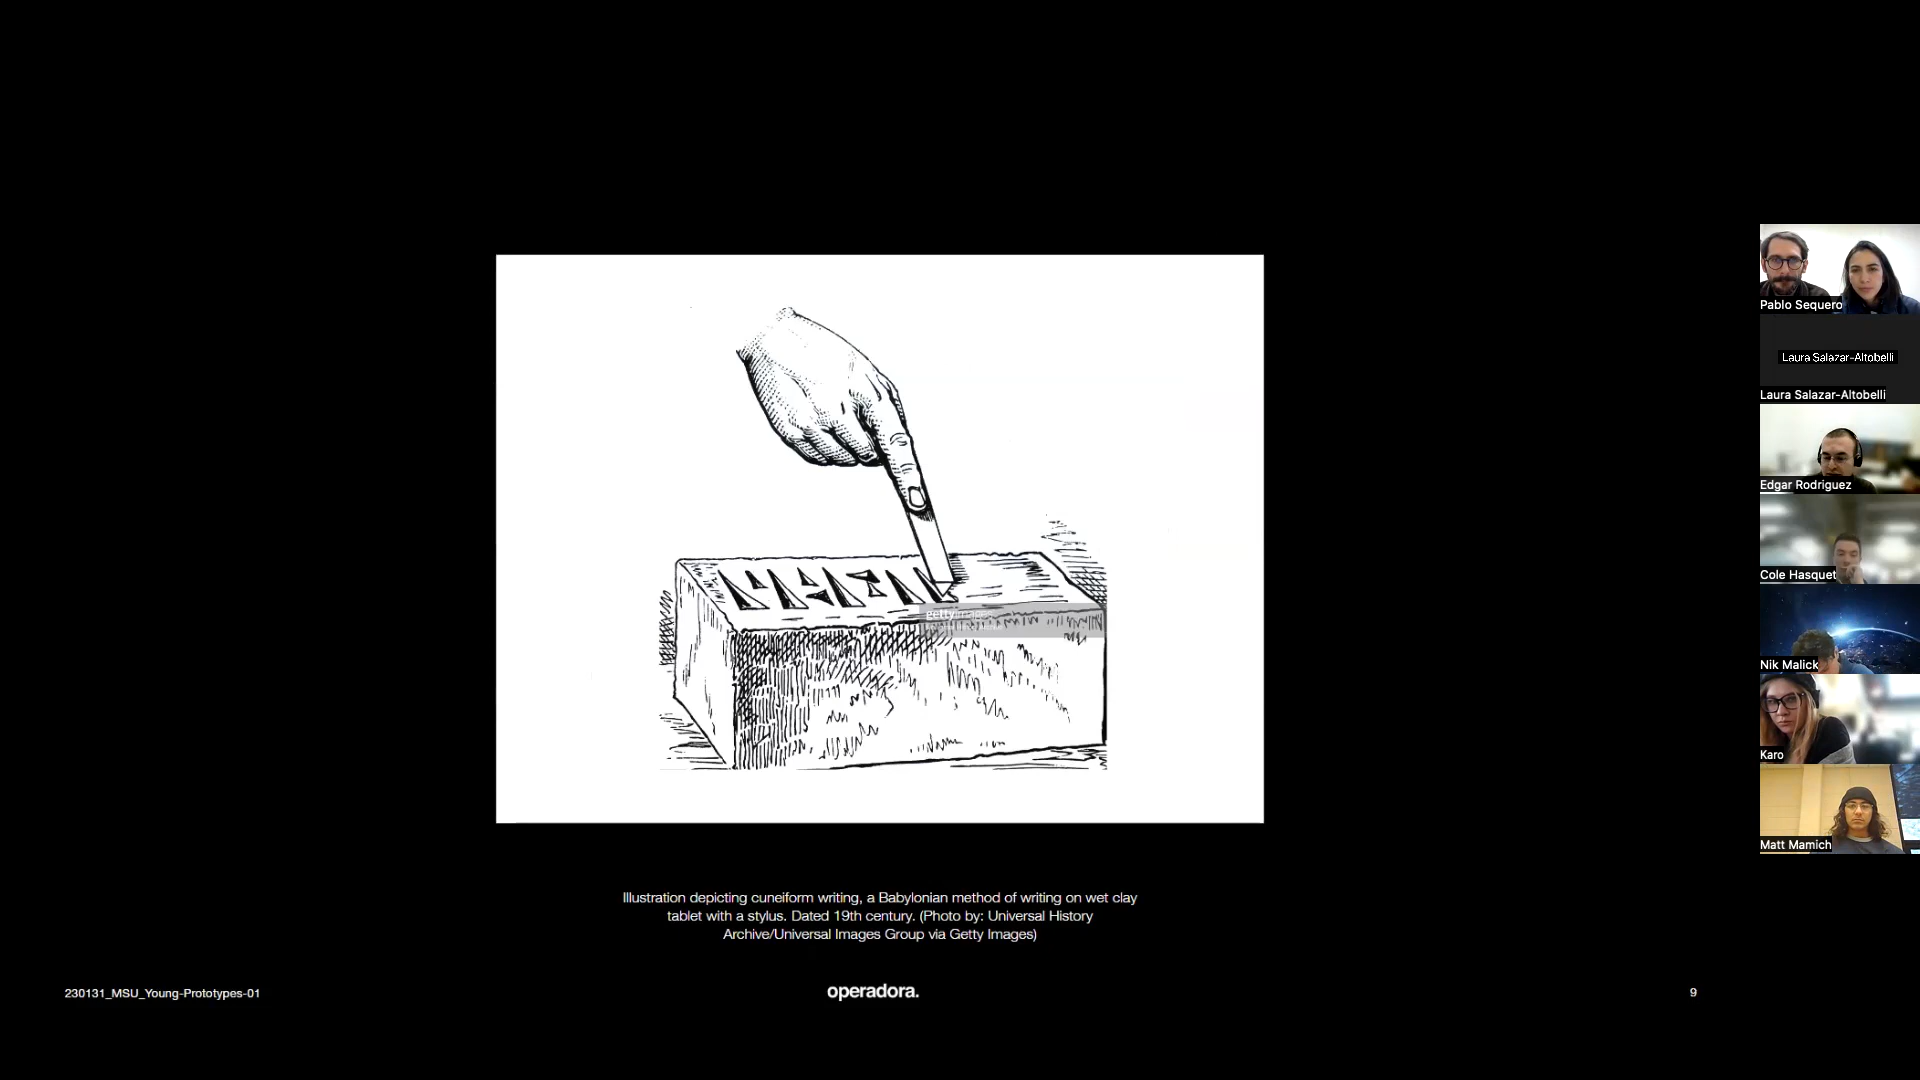 gettyimages
Illustration depicting cuneiform writing, a Babylonian method of writing on wet clay
tablet with a stylus. Dated 19th century. (Photo by: Universal History
Archive/Universal Images Group via Getty Images)
230131_MSU_Young-Prototypes-01
operadora.
9
Pablo Sequero
Laura Salazar-Altobelli
Laura Salazar-Altobelli
Edgar Rodriguez
Cole Hasquet
Nik Malick
Karo
Matt Mamich